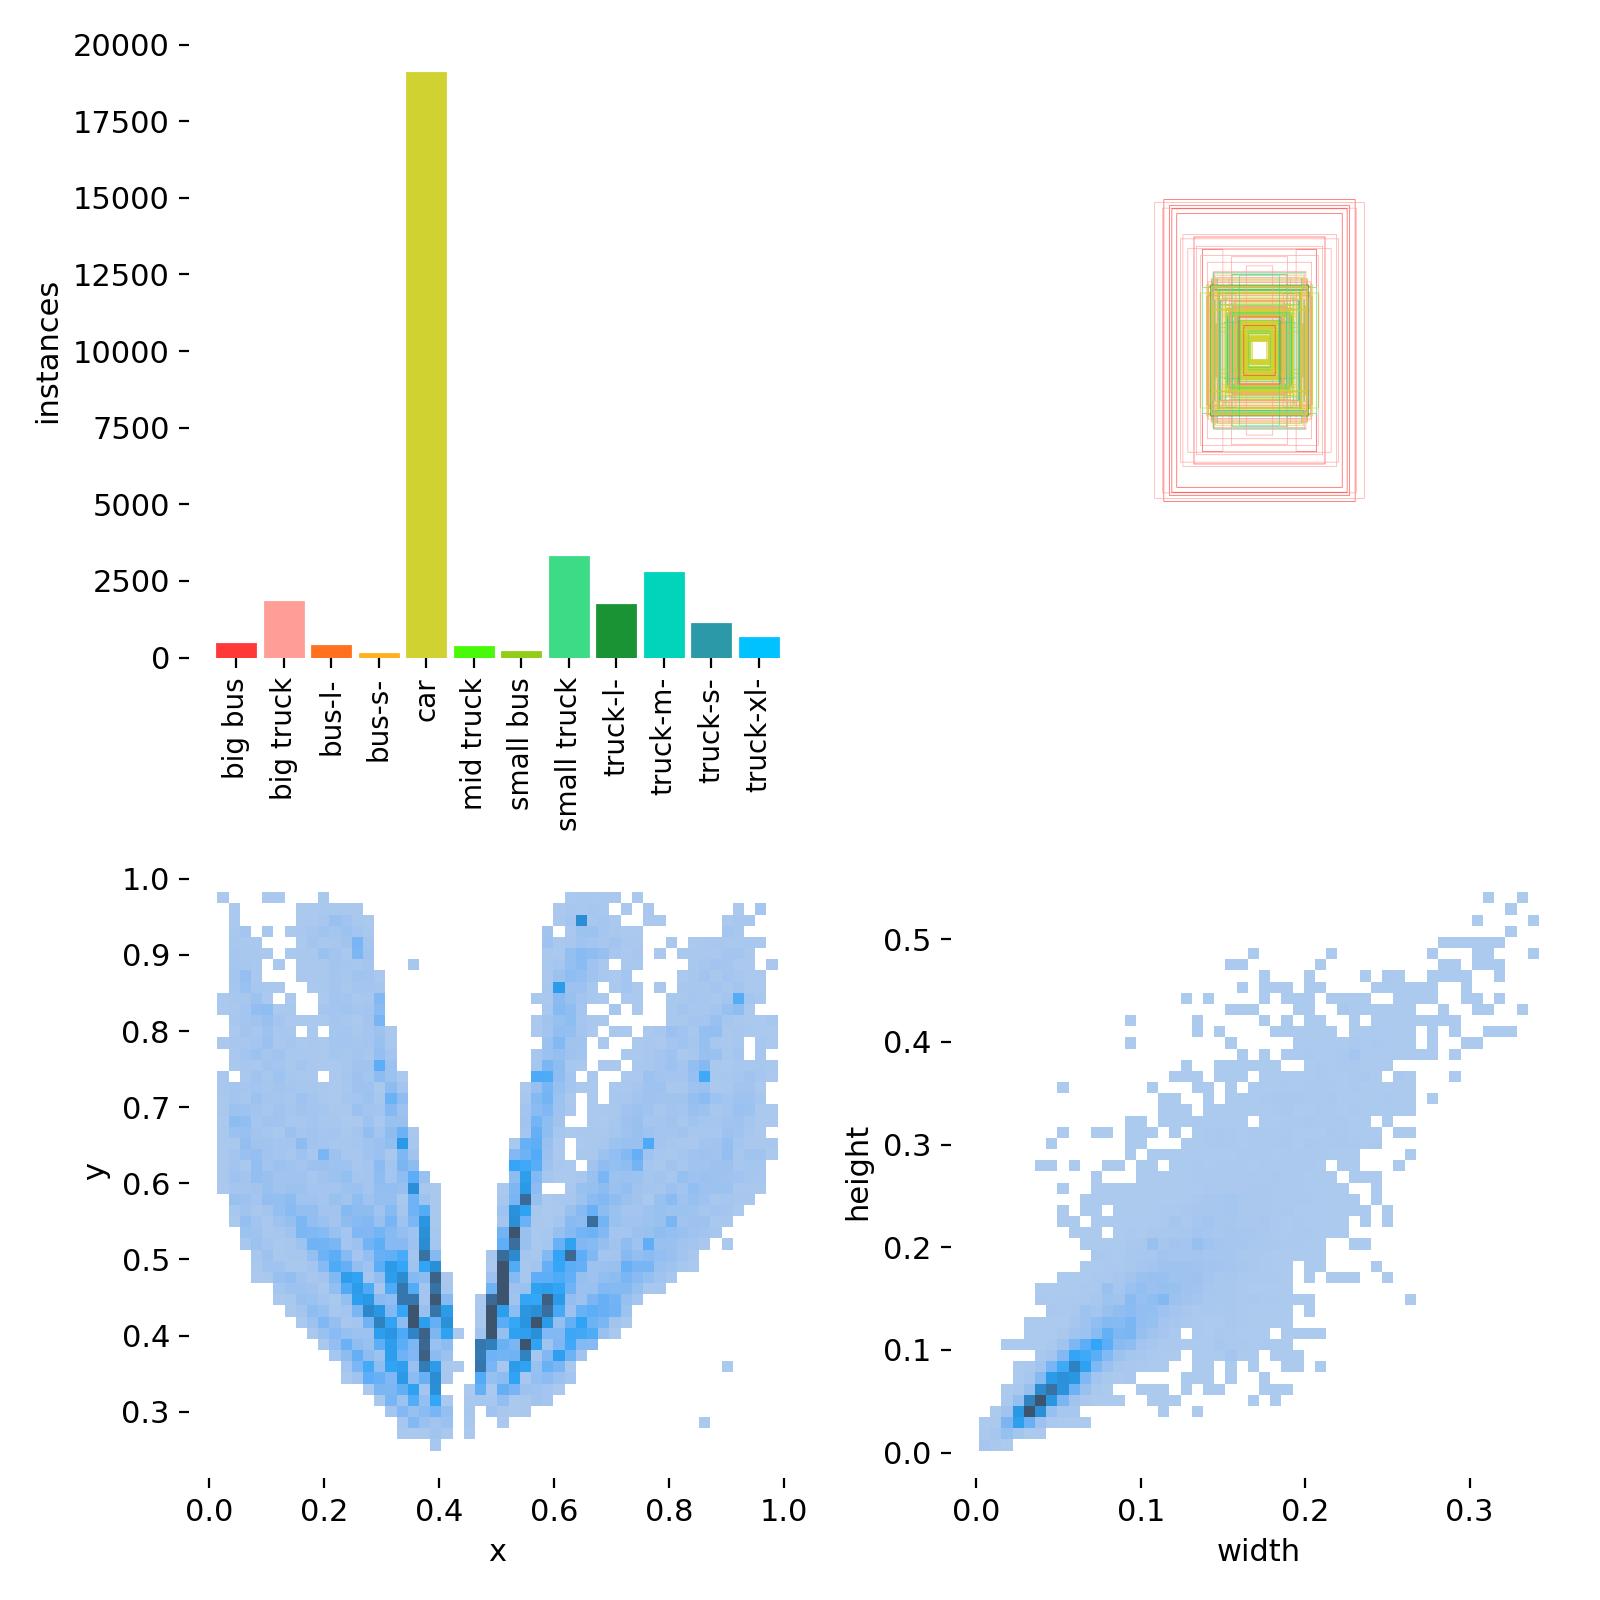 20000
17500
15000
12500
10000
7500
5000
2500
0
instances
big bus
big truck
bus-l-
bus-s-
car
mid truck
small bus
small truck
truck-l-
truck-m-
truck-s-
truck-xl-
1.0
0.9
0.8
0.7
0.6
0.5
0.4
0.3
y
0.0 0.2 0.4 0.6 0.8 1.0
x
0.5
0.4
0.3
0.2
0.1
0.0
height
0.0 0.1 0.2 0.3
width